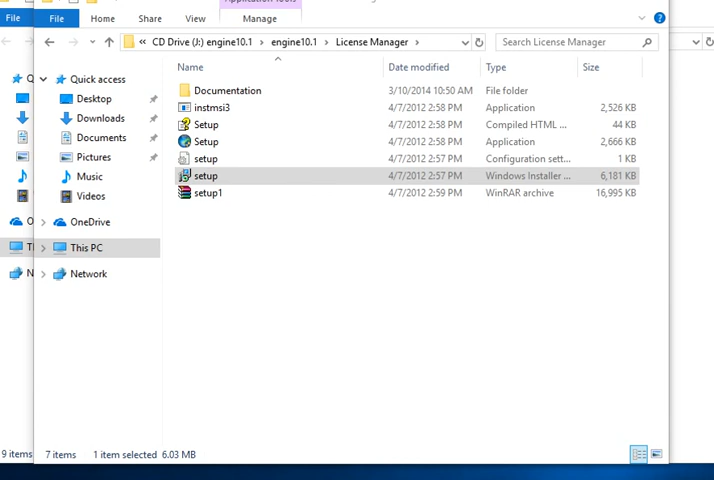 File
File Home Share View Manage
« CD Drive (J:) engine10.1 › engine10.1 › License Manager ›
Search License Manager
Name Date modified Type Size
Quick access
Desktop
Downloads
Documents
Pictures
Music
Videos
OneDrive
This PC
Network
Documentation 3/10/2014 10:50 AM File folder
instmsi3 4/7/2012 2:58 PM Application 2,526 KB
Setup 4/7/2012 2:58 PM Compiled HTML ... 44 KB
Setup 4/7/2012 2:58 PM Application 2,666 KB
setup 4/7/2012 2:57 PM Configuration sett... 1 KB
setup 4/7/2012 2:57 PM Windows Installer ... 6,181 KB
setup1 4/7/2012 2:59 PM WinRAR archive 16,995 KB
9 items
7 items 1 item selected 6.03 MB